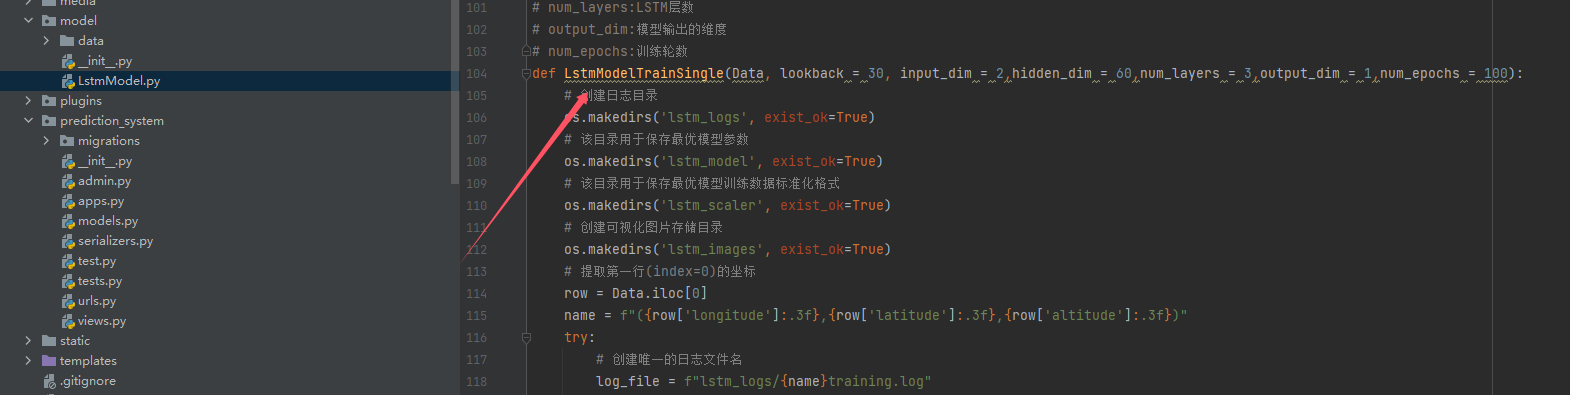 media
model
data
__init__.py
LstmModel.py
plugins
prediction_system
migrations
__init__.py
admin.py
apps.py
models.py
serializers.py
test.py
tests.py
urls.py
views.py
static
templates
.gitignore
101 # num_layers:LSTM层数
102 # output_dim:模型输出的维度
103 # num_epochs:训练轮数
104 def LstmModelTrainSingle(Data, lookback = 30, input_dim = 2,hidden_dim = 60,num_layers = 3,output_dim = 1,num_epochs = 100):
105 # 创建日志目录
106 os.makedirs('lstm_logs', exist_ok=True)
107 # 该目录用于保存最优模型参数
108 os.makedirs('lstm_model', exist_ok=True)
109 # 该目录用于保存最优模型训练数据标准化格式
110 os.makedirs('lstm_scaler', exist_ok=True)
111 # 创建可视化图片存储目录
112 os.makedirs('lstm_images', exist_ok=True)
113 # 提取第一行(index=0)的坐标
114 row = Data.iloc[0]
115 name = f"({row['longitude']:.3f},{row['latitude']:.3f},{row['altitude']:.3f})"
116 try:
117 # 创建唯一的日志文件名
118 log_file = f"lstm_logs/{name}training.log"